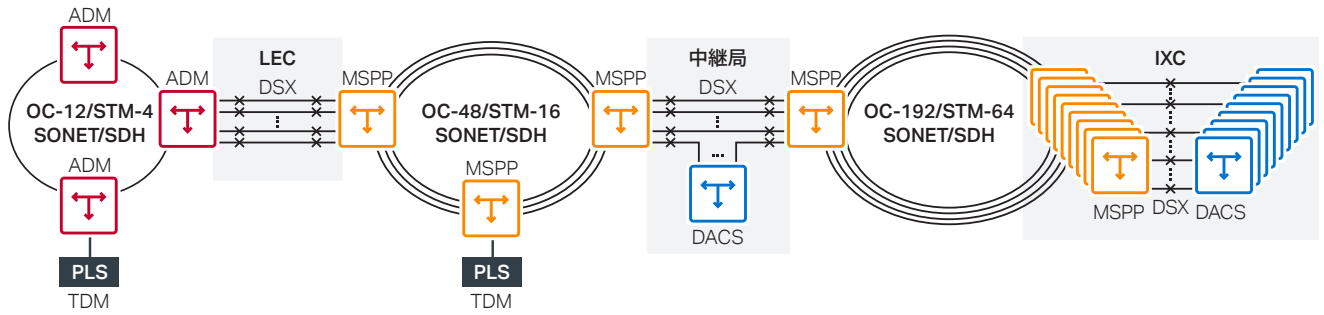 ADM
OC-12/STM-4
SONET/SDH
ADM
ADM
PLS
TDM
LEC
DSX
MSPP
OC-48/STM-16
SONET/SDH
MSPP
PLS
TDM
MSPP
中継局
DSX
DACS
MSPP
OC-192/STM-64
SONET/SDH
IXC
MSPP
DSX
DACS